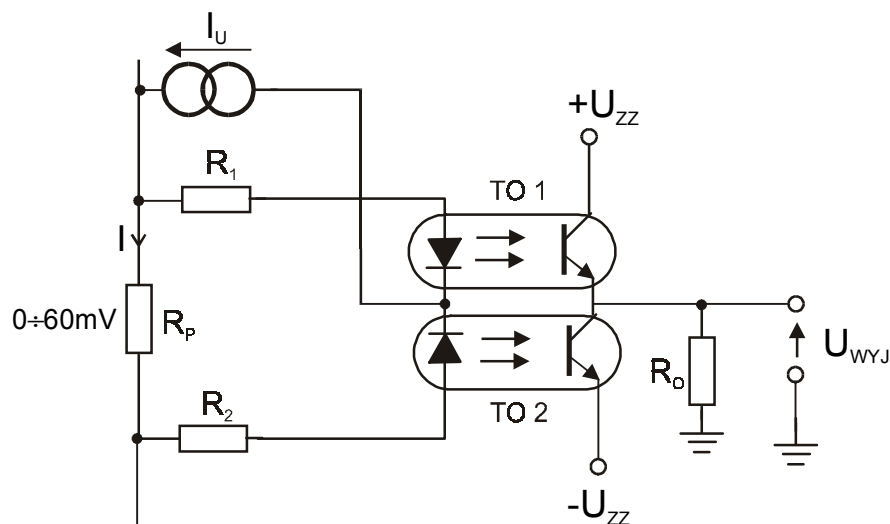 I_U
+U_ZZ
R_1
TO 1
I
0÷60mV
R_P
U_WYJ
R_O
R_2
TO 2
-U_ZZ